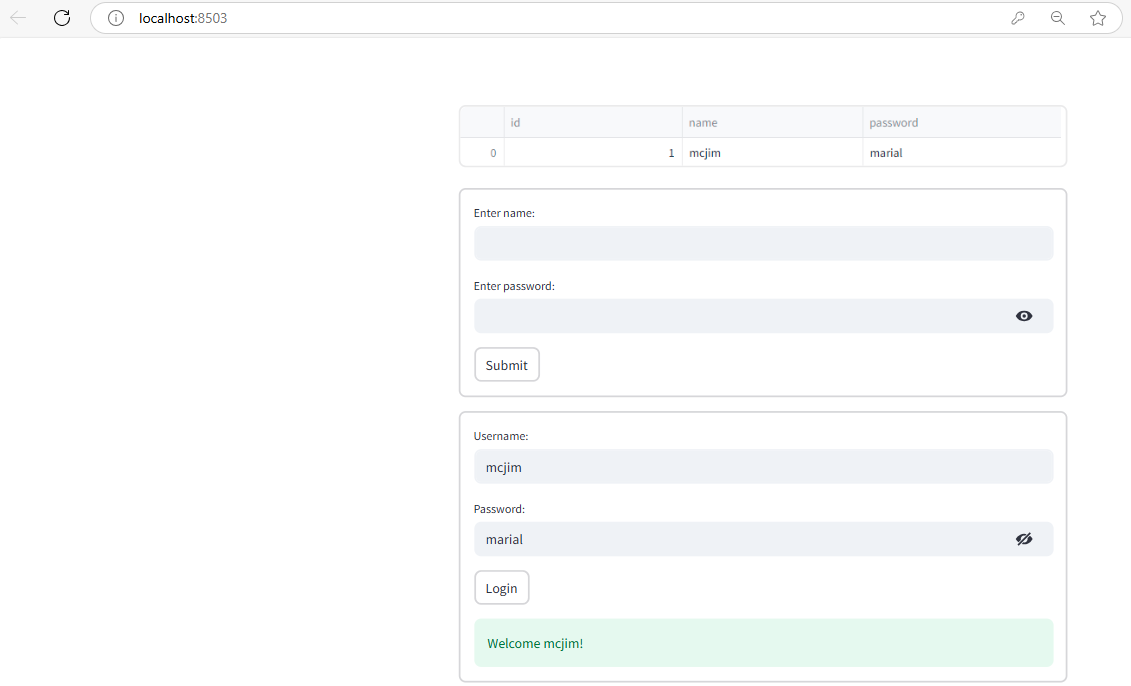 localhost:8503
id name password
0 1 mcjim marial
Enter name:
Enter password:
Submit
Username:
mcjim
Password:
marial
Login
Welcome mcjim!